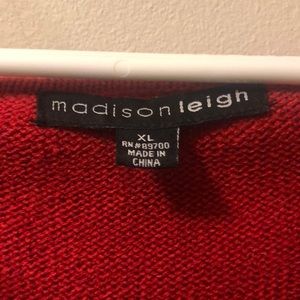 madison leigh
XL
RN#89700
MADE IN
CHINA